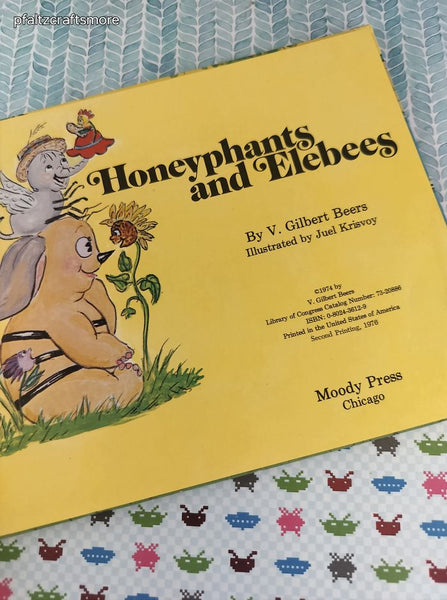 pfaltzcraftsmore
Honeyphants
and Elebees
By V. Gilbert Beers
Illustrated by Juel Krisvoy
©1974 by
V. Gilbert Beers
Library of Congress Catalog Number: 73-20886
ISBN: 0-8024-3612-9
Printed in the United States of America
Second Printing, 1976
Moody Press
Chicago